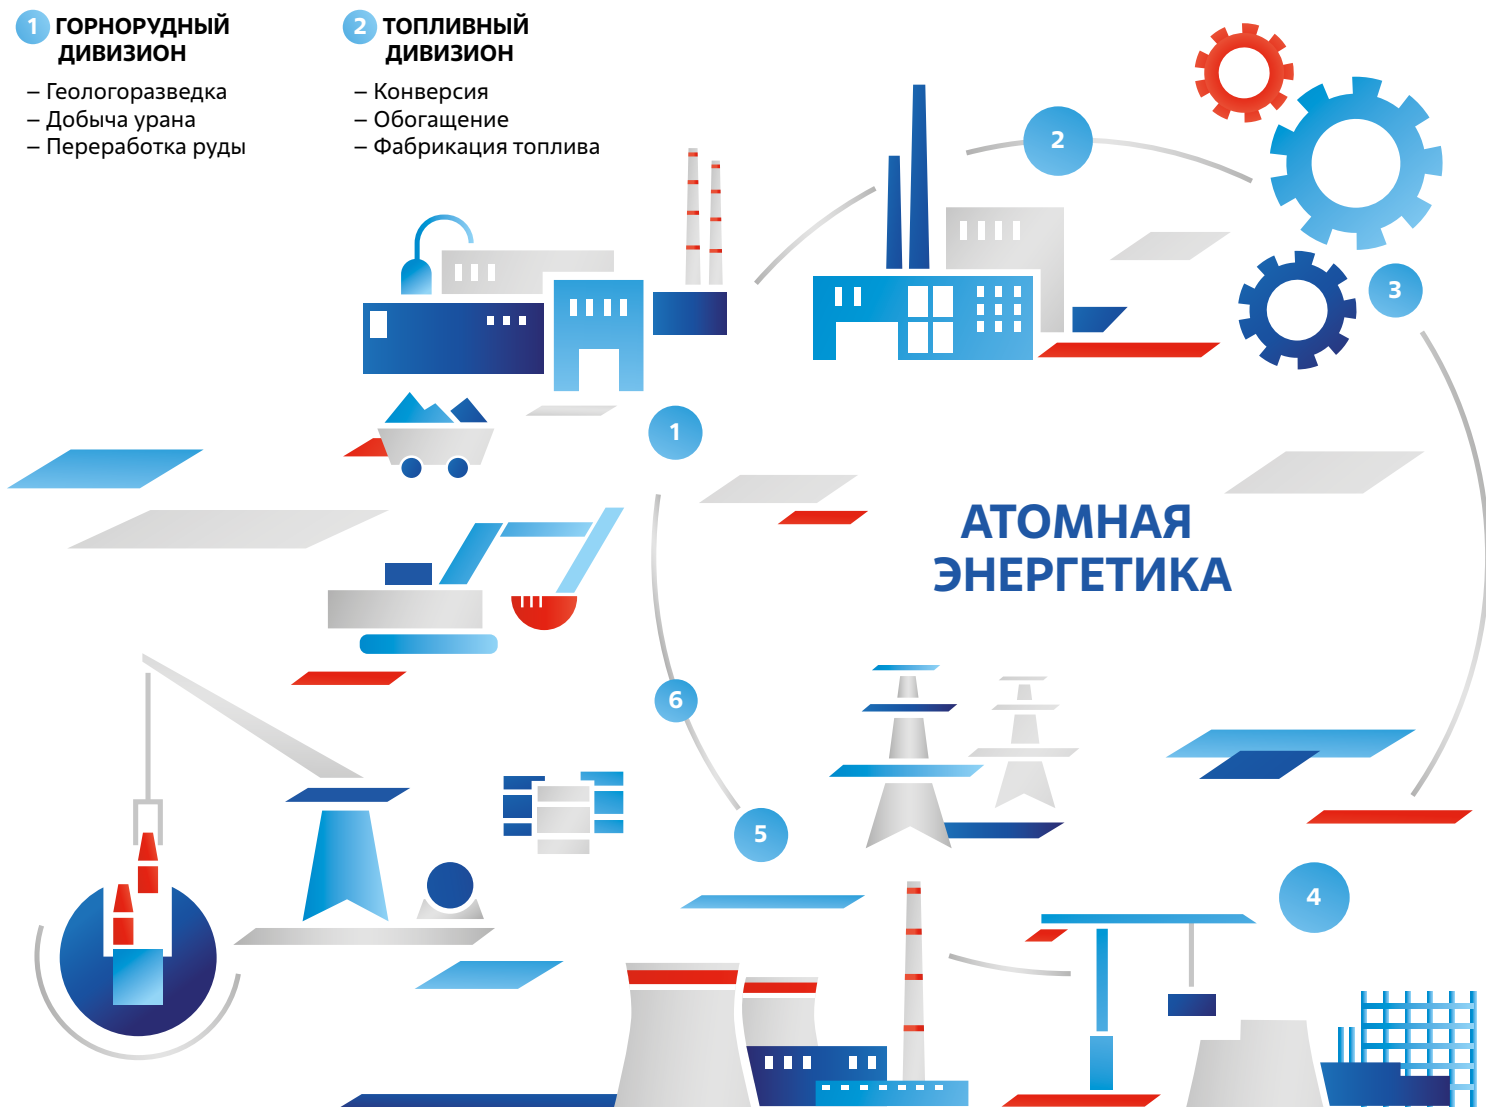 1 ГОРНОРУДНЫЙ
ДИВИЗИОН
– Геологоразведка
– Добыча урана
– Переработка руды
2 ТОПЛИВНЫЙ
ДИВИЗИОН
– Конверсия
– Обогащение
– Фабрикация топлива
2
3
1
АТОМНАЯ
ЭНЕРГЕТИКА
6
5
4